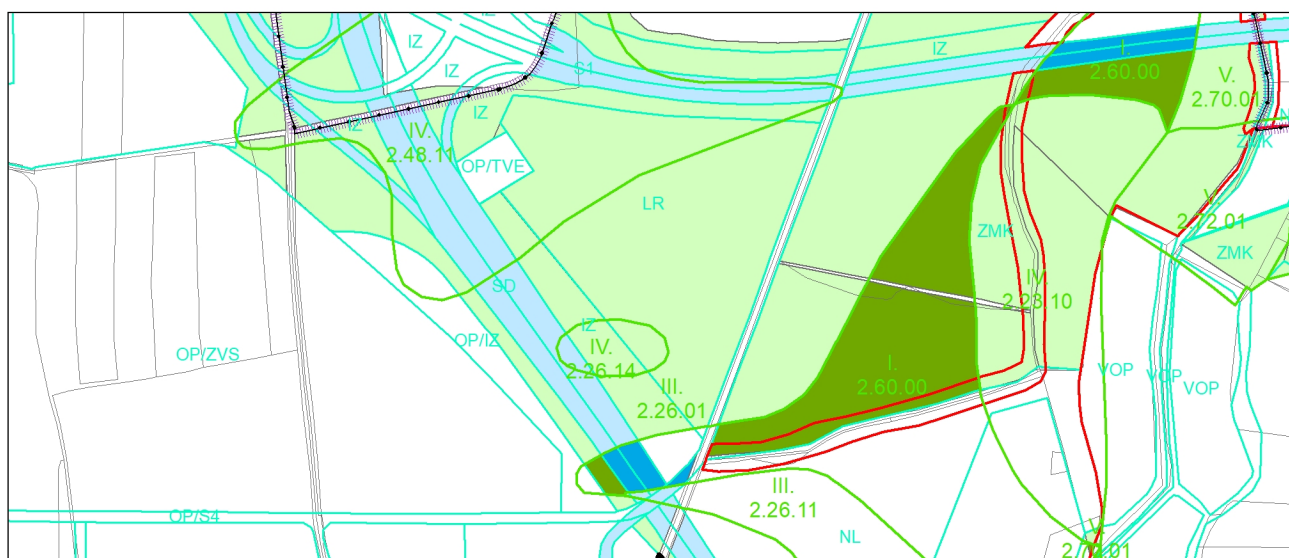 IZ
IZ
IZ
IZ
S1
I.
2.60.00
V.
2.70.01
IZ
IZ
N
ZMK
IV.
2.48.11
OP/TVE
LR
V.
2.72.01
ZMK
ZMK
SD
IV.
2.23.10
IZ
OP/IZ
OP/ZVS
IV.
2.26.14
I.
2.60.00
VOP
VOP
VOP
III.
2.26.01
III.
2.26.11
OP/S4
NL
V.
2.72.01